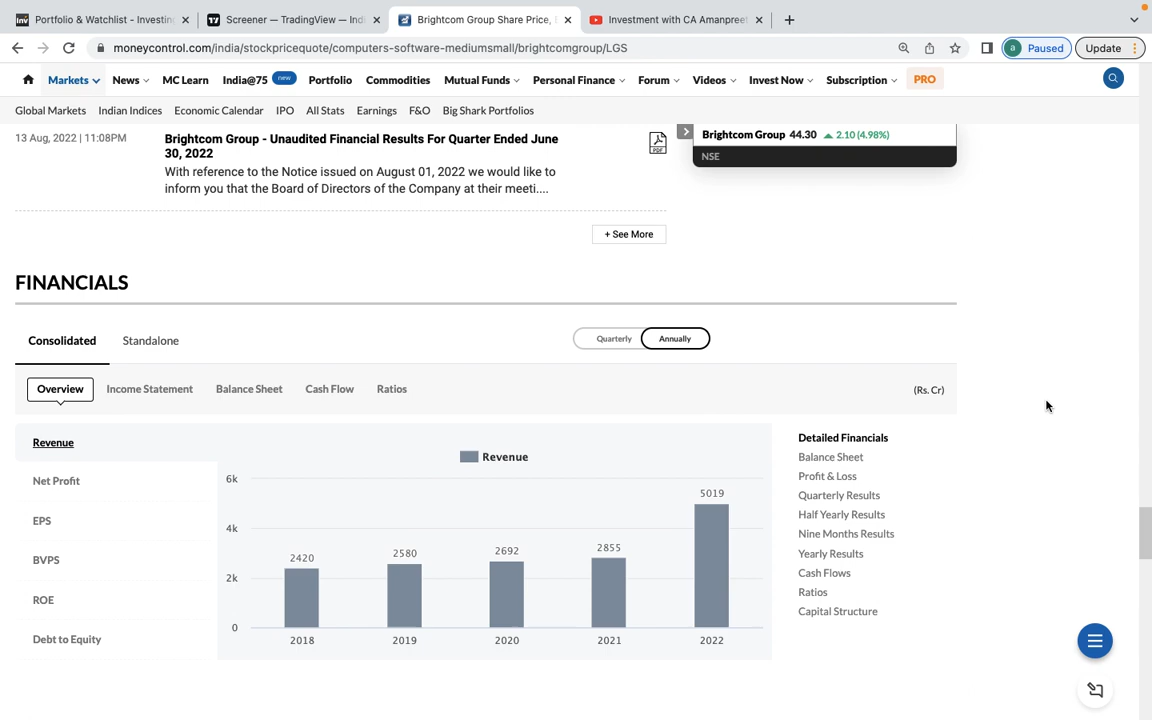 Portfolio & Watchlist - Investing
Screener — TradingView — Indi
Brightcom Group Share Price,
Investment with CA Amanpreet
moneycontrol.com/india/stockpricequote/computers-software-mediumsmall/brightcomgroup/LGS
a Paused
Update
Markets
News
MC Learn
India@75
new
Portfolio
Commodities
Mutual Funds
Personal Finance
Forum
Videos
Invest Now
Subscription
PRO
Global Markets
Indian Indices
Economic Calendar
IPO
All Stats
Earnings
F&O
Big Shark Portfolios
13 Aug, 2022 | 11:08PM
Brightcom Group - Unaudited Financial Results For Quarter Ended June
30, 2022
With reference to the Notice issued on August 01, 2022 we would like to
inform you that the Board of Directors of the Company at their meeti....
PDF
Brightcom Group 44.30 2.10 (4.98%)
NSE
+ See More
FINANCIALS
Consolidated
Standalone
Quarterly
Annually
Overview
Income Statement
Balance Sheet
Cash Flow
Ratios
(Rs. Cr)
Revenue
Net Profit
EPS
BVPS
ROE
Debt to Equity
Revenue
6k
4k
2k
0
2420
2580
2692
2855
5019
2018
2019
2020
2021
2022
Detailed Financials
Balance Sheet
Profit & Loss
Quarterly Results
Half Yearly Results
Nine Months Results
Yearly Results
Cash Flows
Ratios
Capital Structure